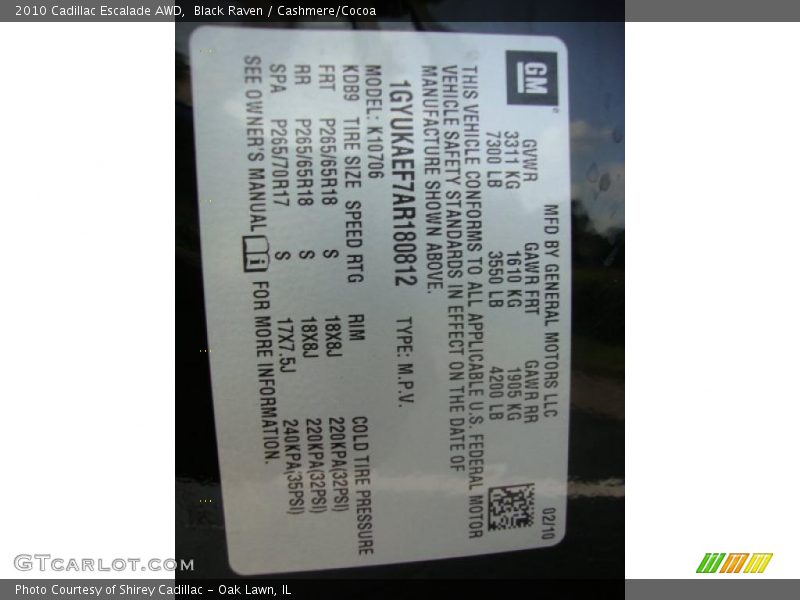 2010 Cadillac Escalade AWD,  Black Raven / Cashmere/Cocoa
GM
MFD BY GENERAL MOTORS LLC
02/10
GVWR GAWR FRT GAWR RR
3311 KG 1610 KG 1905 KG
7300 LB 3550 LB 4200 LB
THIS VEHICLE CONFORMS TO ALL APPLICABLE U.S. FEDERAL MOTOR
VEHICLE SAFETY STANDARDS IN EFFECT ON THE DATE OF
MANUFACTURE SHOWN ABOVE.
1GYUKAEF7AR180812 TYPE: M.P.V.
MODEL: K10706
KDB9 TIRE SIZE SPEED RTG RIM COLD TIRE PRESSURE
FRT P265/65R18 S 18X8J 220KPA(32PSI)
RR P265/65R18 S 18X8J 220KPA(32PSI)
SPA P265/70R17 S 17X7.5J 240KPA(35PSI)
SEE OWNER'S MANUAL i FOR MORE INFORMATION.
GTcarlot.com
Photo Courtesy of Shirey Cadillac - Oak Lawn, IL